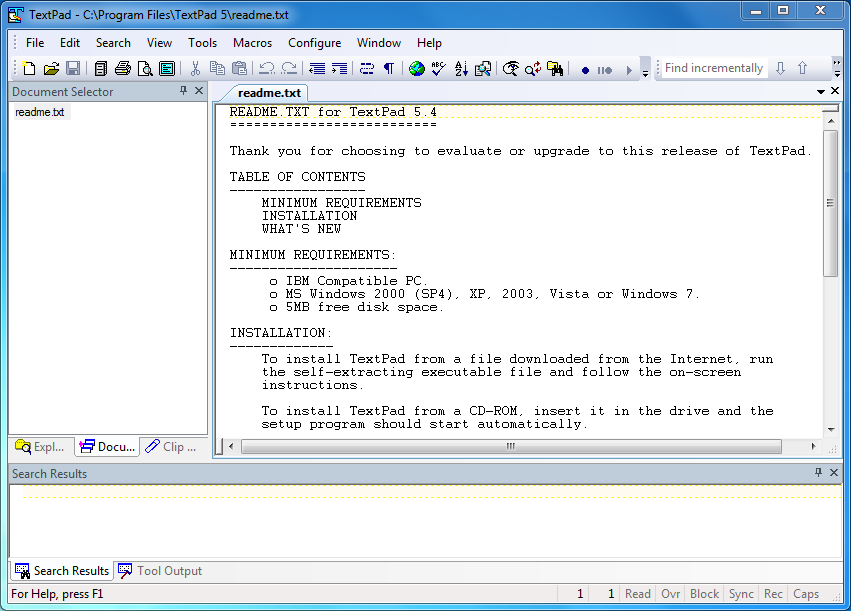 TextPad - C:\Program Files\TextPad 5\readme.txt
File Edit Search View Tools Macros Configure Window Help
Find incrementally
Document Selector
readme.txt
readme.txt
README.TXT for TextPad 5.4
==========================
Thank you for choosing to evaluate or upgrade to this release of TextPad.
TABLE OF CONTENTS
-----------------
MINIMUM REQUIREMENTS
INSTALLATION
WHAT'S NEW
MINIMUM REQUIREMENTS:
---------------------
o IBM Compatible PC.
o MS Windows 2000 (SP4), XP, 2003, Vista or Windows 7.
o 5MB free disk space.
INSTALLATION:
-------------
To install TextPad from a file downloaded from the Internet, run
the self-extracting executable file and follow the on-screen
instructions.
To install TextPad from a CD-ROM, insert it in the drive and the
setup program should start automatically.
Expl... Docu... Clip ...
Search Results
Search Results Tool Output
For Help, press F1 1 1 Read Ovr Block Sync Rec Caps